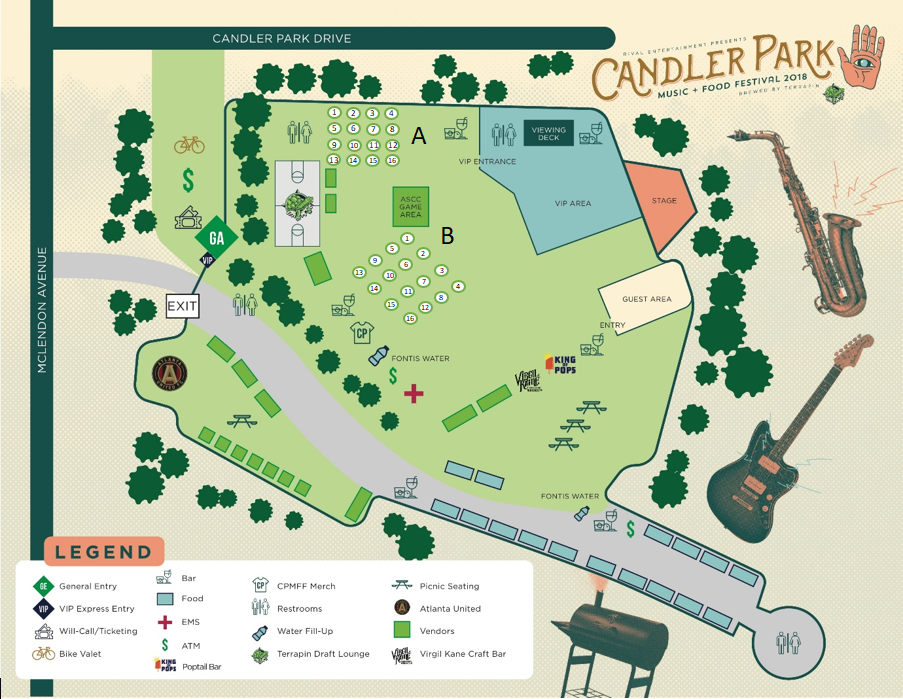 CANDLER PARK DRIVE
RIVAL ENTERTAINMENT PRESENTS
CANDLER PARK
MUSIC + FOOD FESTIVAL 2018
BREWED BY TERRAPIN
1 2 3 4
5 6 7 8
9 10 11 12
13 14 15 16
A
VIEWING
DECK
VIP ENTRANCE
VIP AREA
STAGE
$
ASCC
GAME
AREA
GA
VIP
B
1
5 2
9 6
13 10 7 3
14 11 8 4
15 12
16
MCLENDON AVENUE
EXIT
GUEST AREA
ENTRY
CP
FONTIS WATER
$
KING
OF
POPS
VIRGIL
KANE
ATLANTA UNITED
A
FONTIS WATER
$
LEGEND
GE General Entry
VIP VIP Express Entry
Will-Call/Ticketing
Bike Valet
Bar
Food
EMS
$ ATM
KING OF POPS Poptail Bar
CP CPMFF Merch
Restrooms
Water Fill-Up
Terrapin Draft Lounge
Picnic Seating
A Atlanta United
Vendors
Virgil Kane Craft Bar